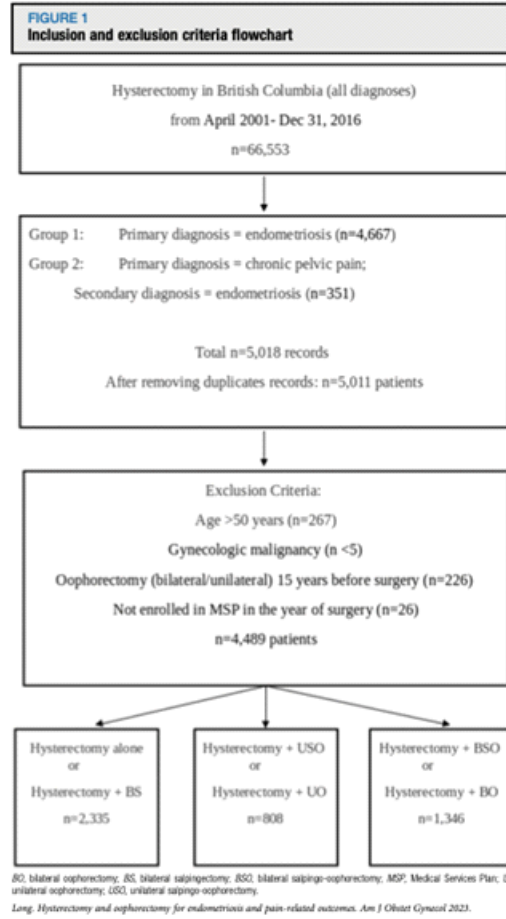 FIGURE 1
Inclusion and exclusion criteria flowchart
Hysterectomy in British Columbia (all diagnoses)
from April 2001- Dec 31, 2016
n=66,553
Group 1: Primary diagnosis = endometriosis (n=4,667)
Group 2: Primary diagnosis = chronic pelvic pain;
Secondary diagnosis = endometriosis (n=351)
Total n=5,018 records
After removing duplicates records: n=5,011 patients
Exclusion Criteria:
Age >50 years (n=267)
Gynecologic malignancy (n <5)
Oophorectomy (bilateral/unilateral) 15 years before surgery (n=226)
Not enrolled in MSP in the year of surgery (n=26)
n=4,489 patients
Hysterectomy alone
or
Hysterectomy + BS
n=2,335
Hysterectomy + USO
or
Hysterectomy + UO
n=808
Hysterectomy + BSO
or
Hysterectomy + BO
n=1,346
BO, bilateral oophorectomy; BS, bilateral salpingectomy; BSO, bilateral salpingo-oophorectomy; MSP, Medical Services Plan;
unilateral oophorectomy; USO, unilateral salpingo-oophorectomy.
Long. Hysterectomy and oophorectomy for endometriosis and pain-related outcomes. Am J Obstet Gynecol 2023.